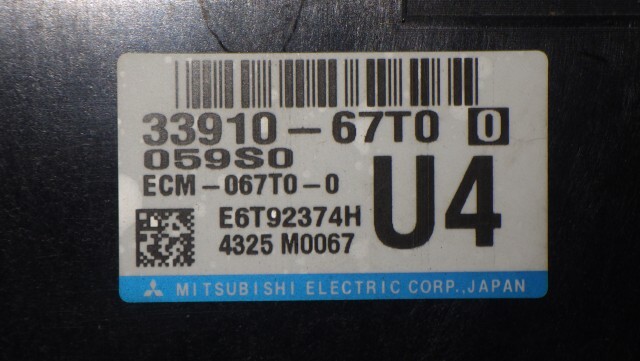 33910-67T0 0
059S0
ECM-067T0-0
E6T92374H
4325 M0067
U4
MITSUBISHI ELECTRIC CORP.,JAPAN